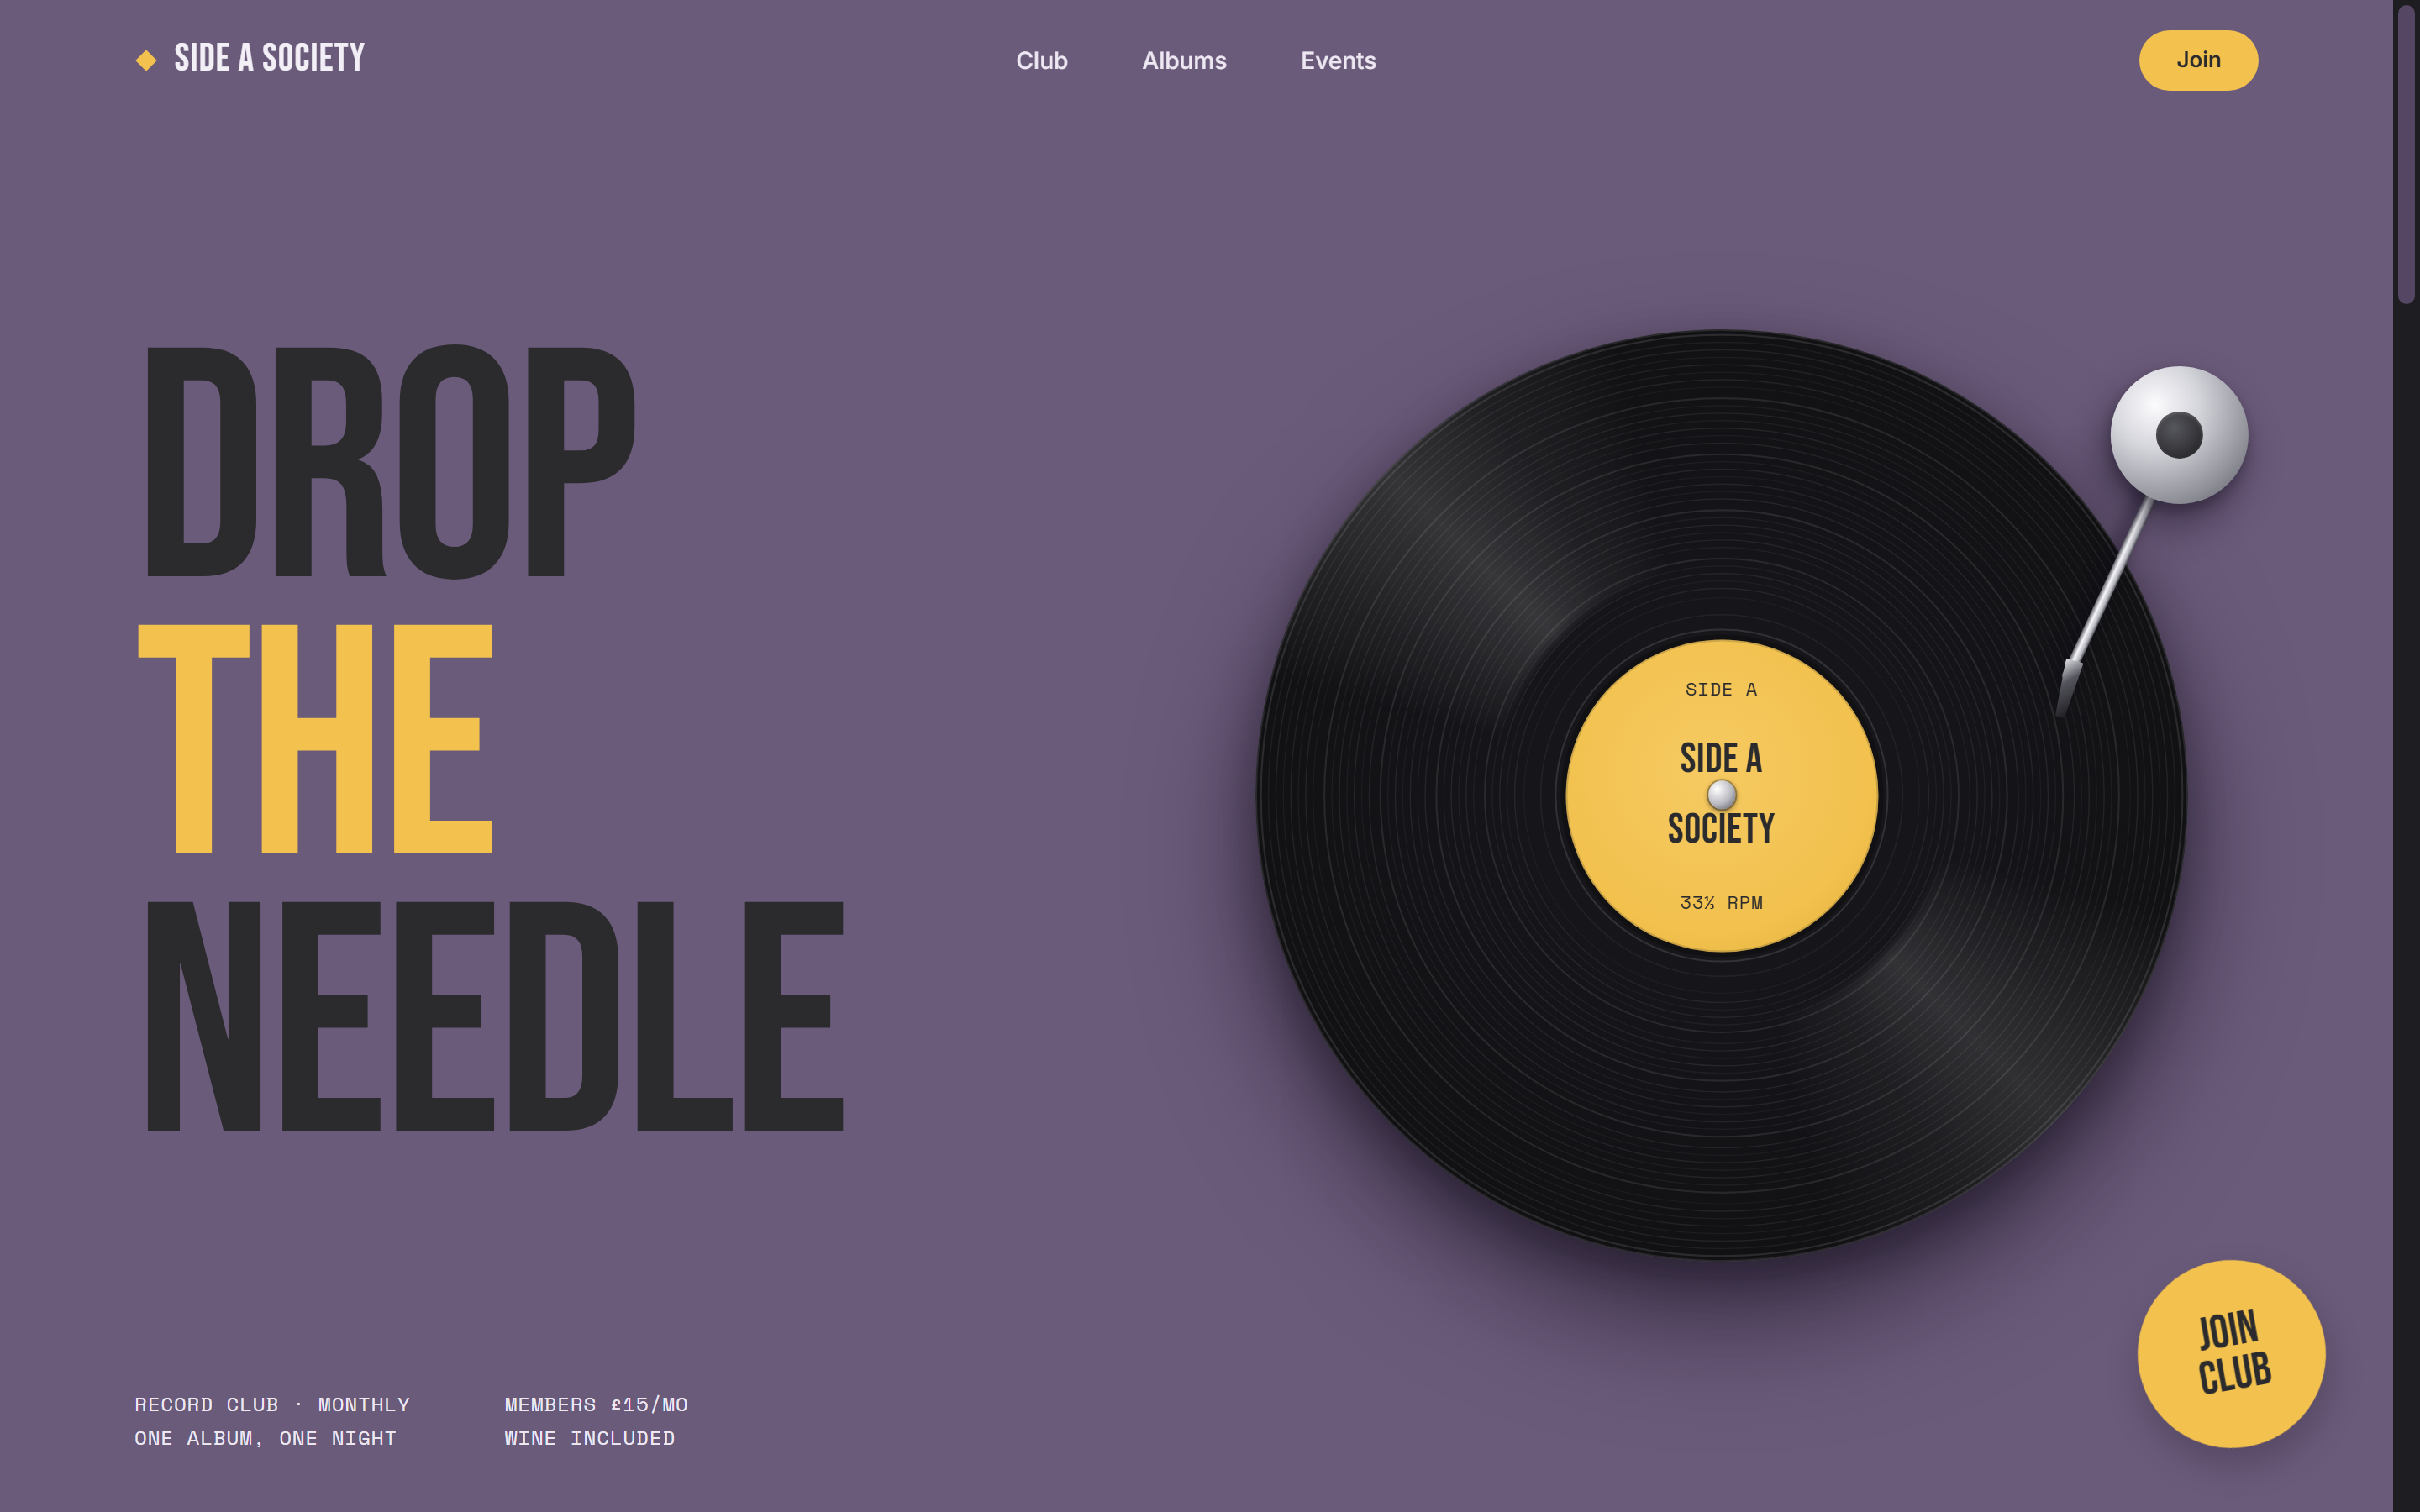 SIDE A SOCIETY
Club
Albums
Events
Join
DROP
THE
NEEDLE
SIDE A
SIDE A
SOCIETY
33⅓ RPM
RECORD CLUB · MONTHLY
ONE ALBUM, ONE NIGHT
MEMBERS £15/MO
WINE INCLUDED
JOIN
CLUB